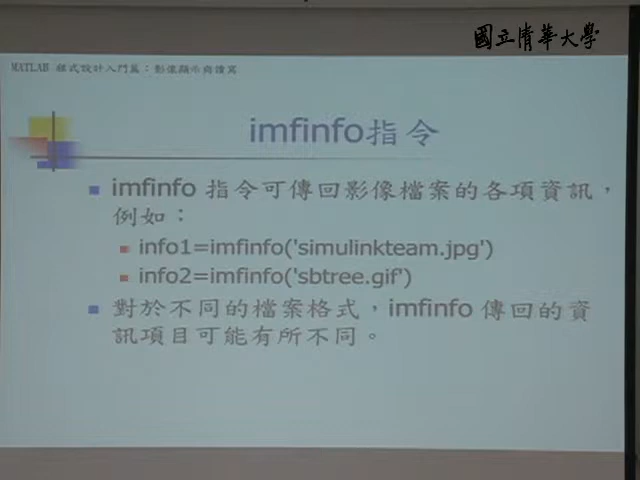 國立清華大學
MATLAB 程式設計入門篇：影像顯示與讀寫
imfinfo指令
imfinfo 指令可傳回影像檔案的各項資訊，
例如：
info1=imfinfo('simulinkteam.jpg')
info2=imfinfo('sbtree.gif')
對於不同的檔案格式，imfinfo 傳回的資
訊項目可能有所不同。